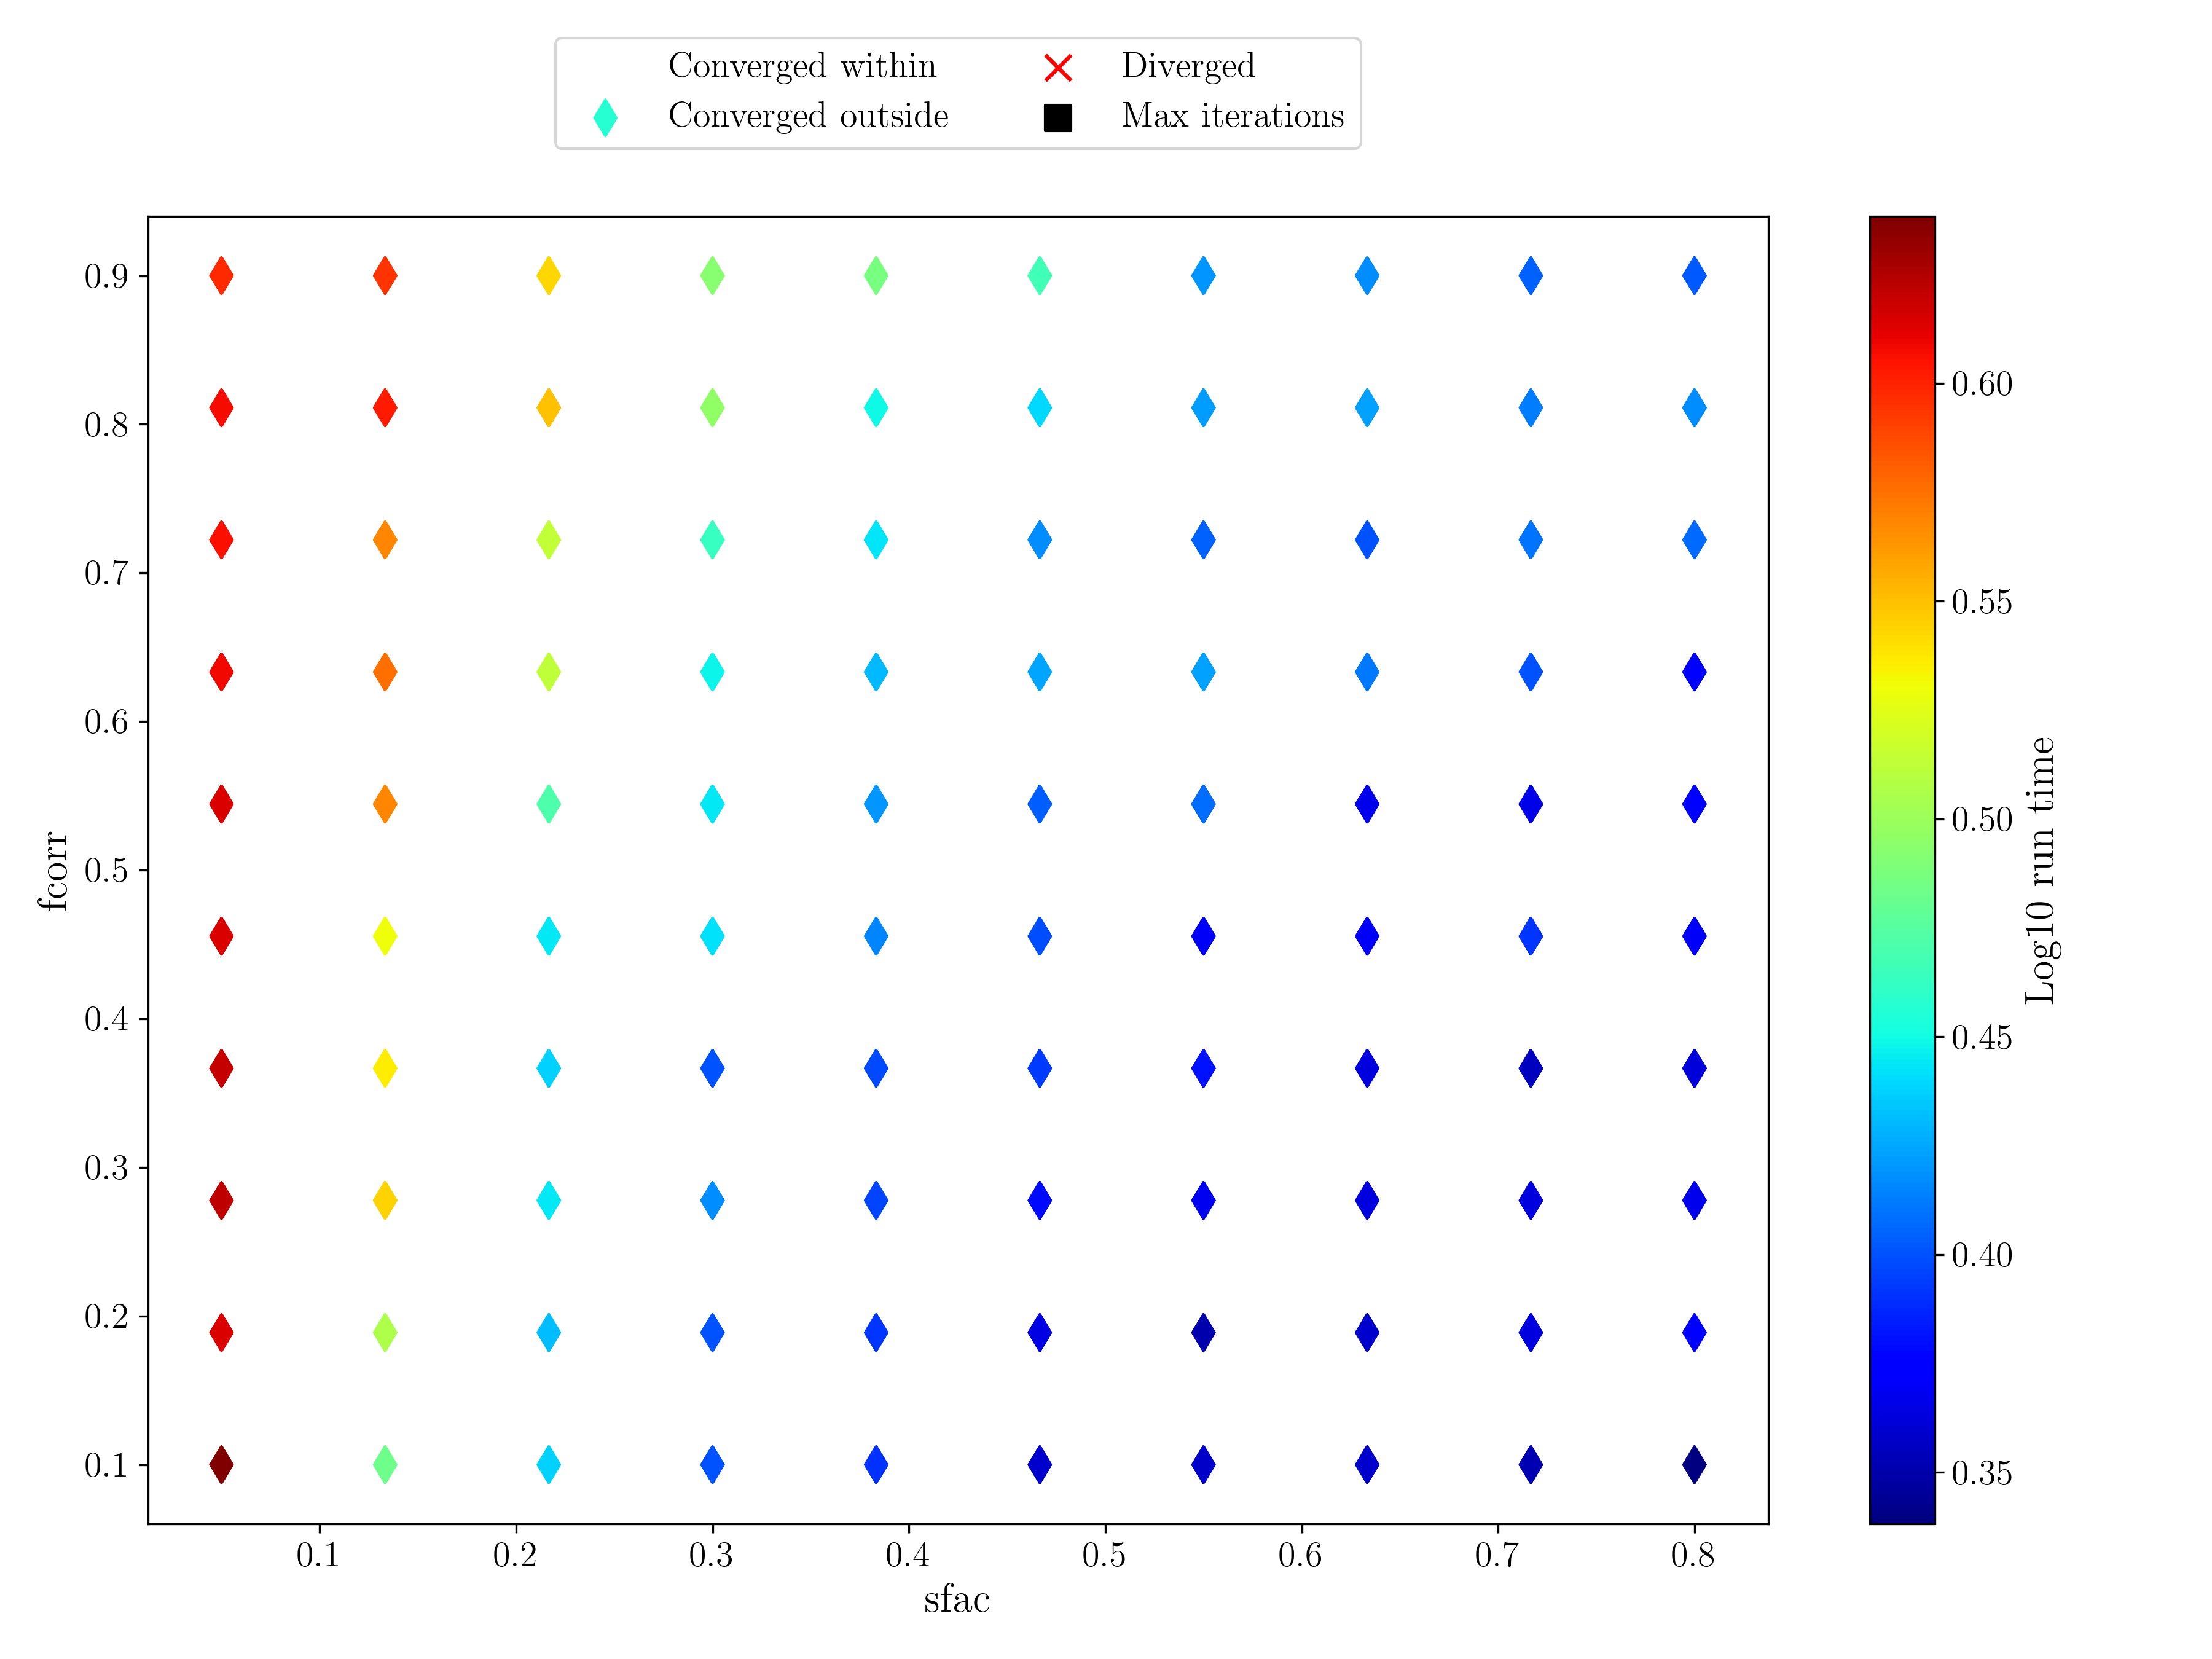 Converged within
Diverged
Converged outside
Max iterations
0.9
0.8
0.7
0.6
0.5
0.4
0.3
0.2
0.1
fcorr
0.1 0.2 0.3 0.4 0.5 0.6 0.7 0.8
sfac
0.60
0.55
0.50
0.45
0.40
0.35
Log10 run time